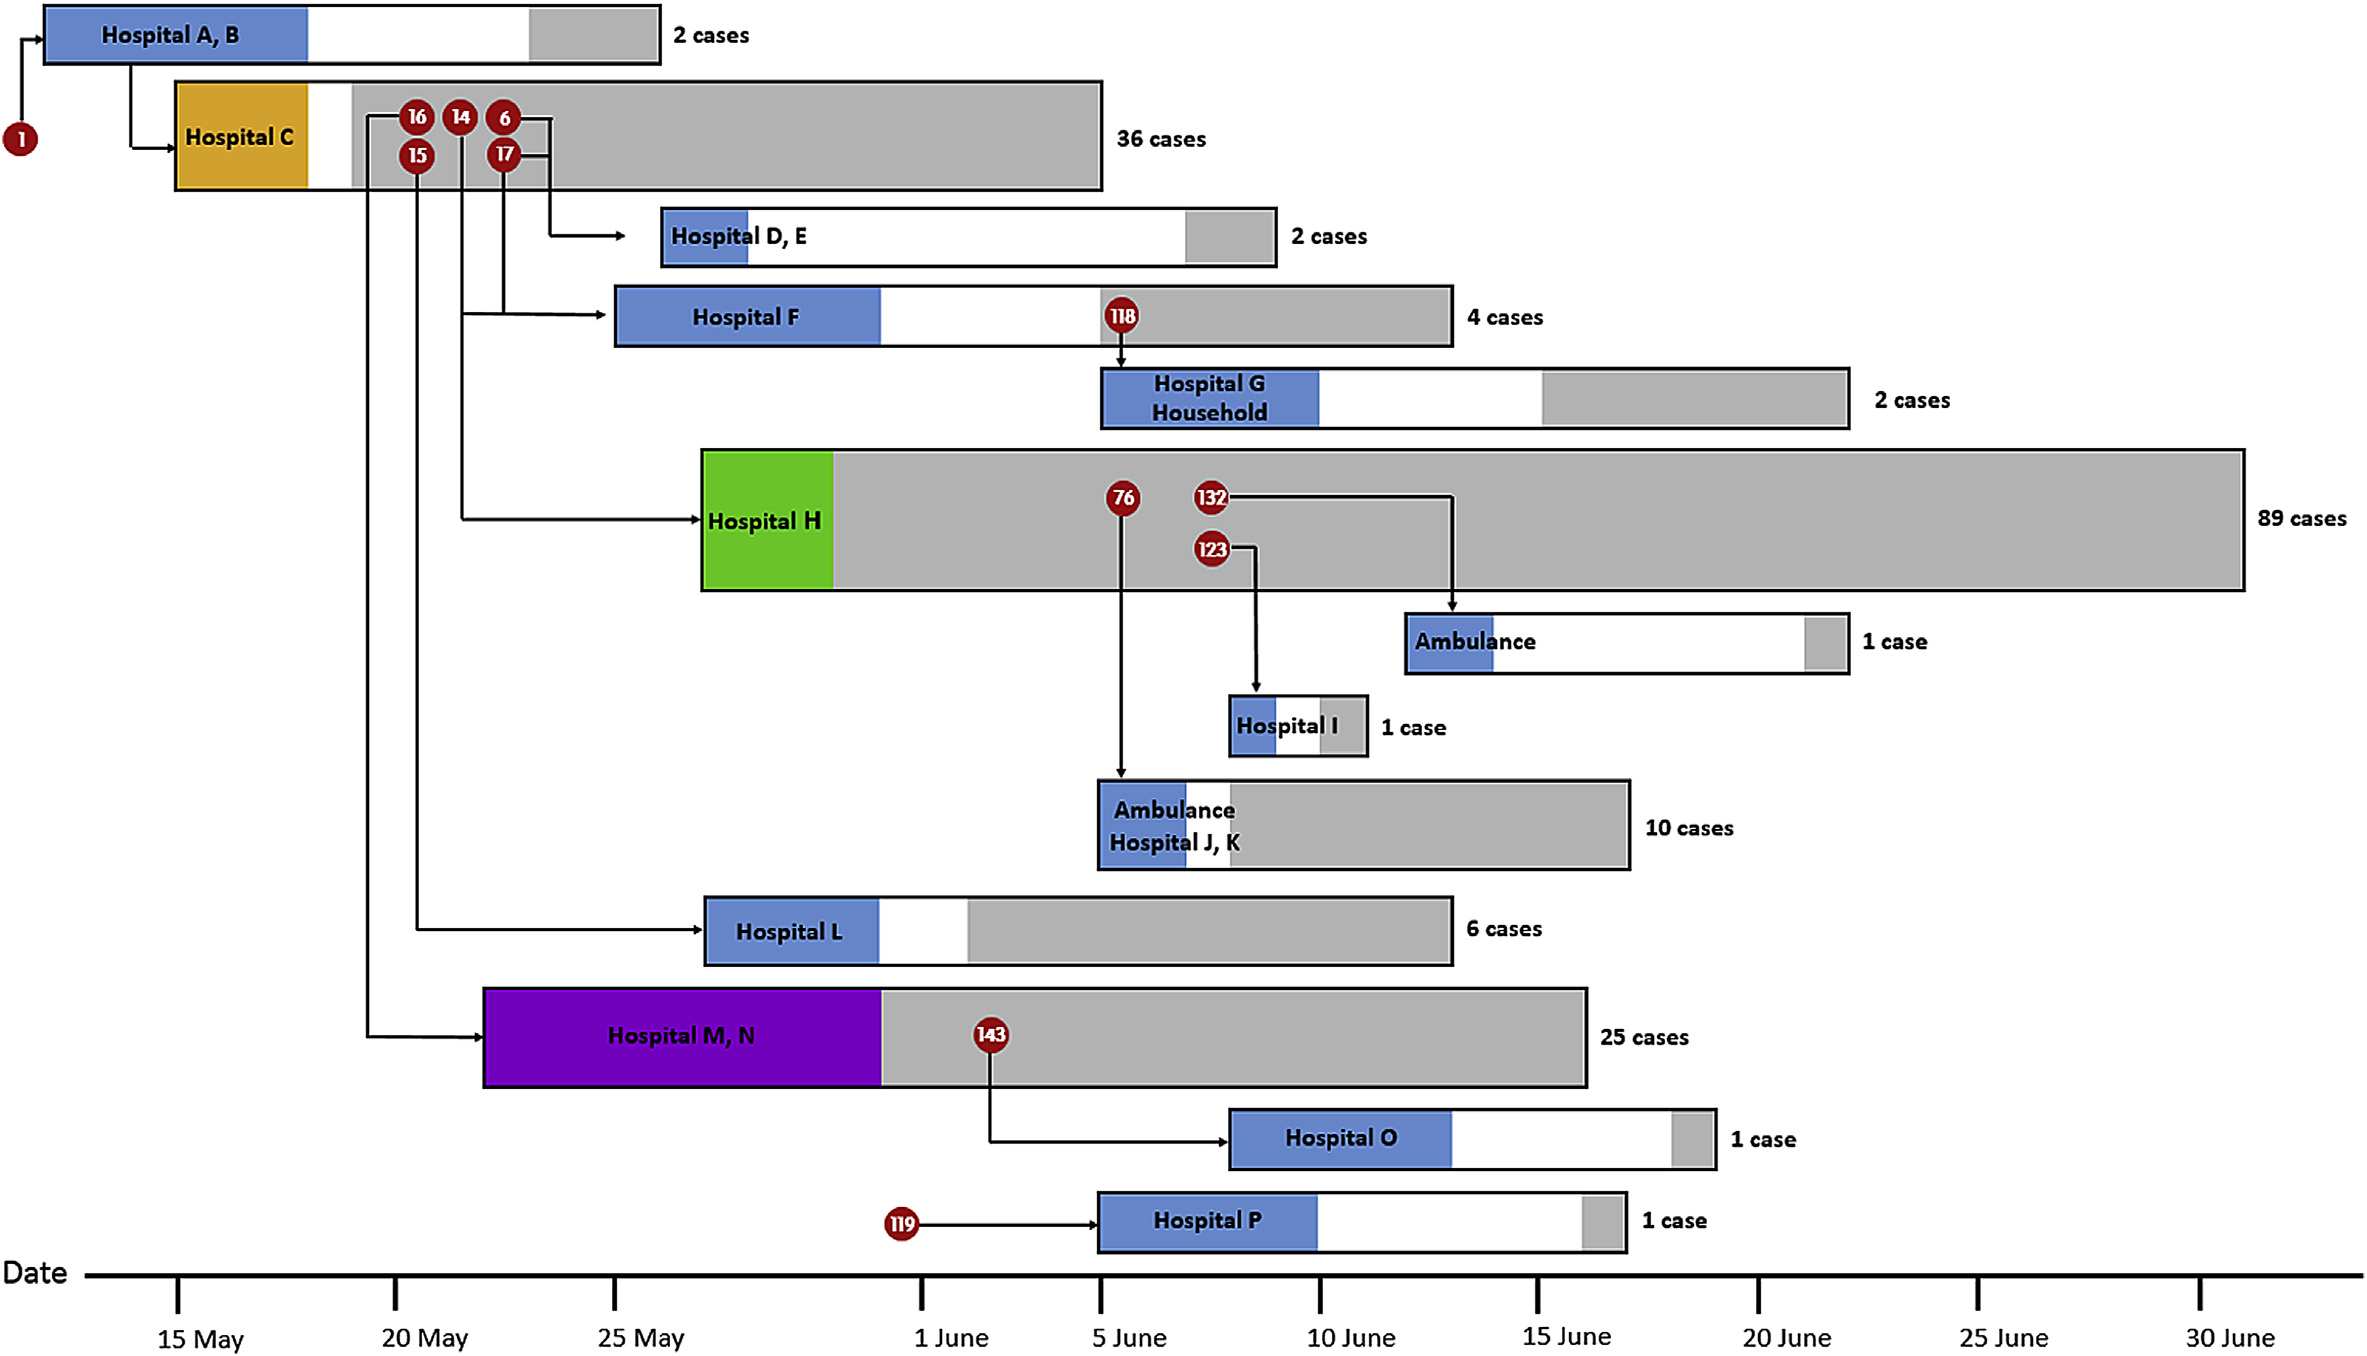 Hospital A, B
2 cases
1
Hospital C
16
14
6
15
17
36 cases
Hospital D, E
2 cases
Hospital F
118
4 cases
Hospital G
Household
2 cases
Hospital H
76
132
123
89 cases
Ambulance
1 case
Hospital I
1 case
Ambulance
Hospital J, K
10 cases
Hospital L
6 cases
Hospital M, N
143
25 cases
Hospital O
1 case
119
Hospital P
1 case
Date
15 May
20 May
25 May
1 June
5 June
10 June
15 June
20 June
25 June
30 June